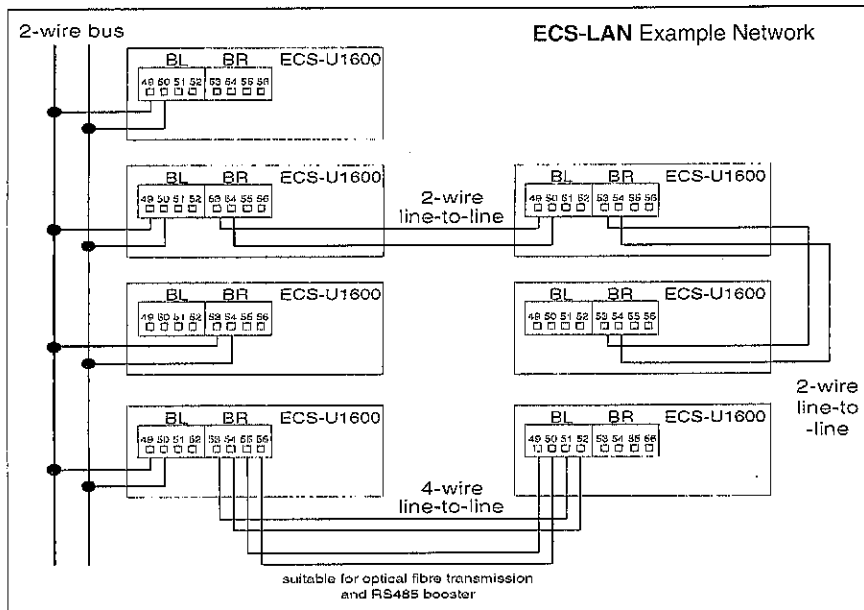 2-wire bus
ECS-LAN Example Network
BL BR ECS-U1600
49 50 51 52 53 54 55 56
BL BR ECS-U1600
49 50 51 52 53 54 55 56
2-wire
line-to-line
BL BR ECS-U1600
49 50 51 52 53 54 55 56
BL BR ECS-U1600
49 50 51 52 53 54 55 56
BL BR ECS-U1600
49 50 51 52 53 54 55 56
2-wire
line-to
-line
BL BR ECS-U1600
49 50 51 52 53 54 55 56
4-wire
line-to-line
BL BR ECS-U1600
49 50 51 52 53 54 55 56
suitable for optical fibre transmission
and RS485 booster